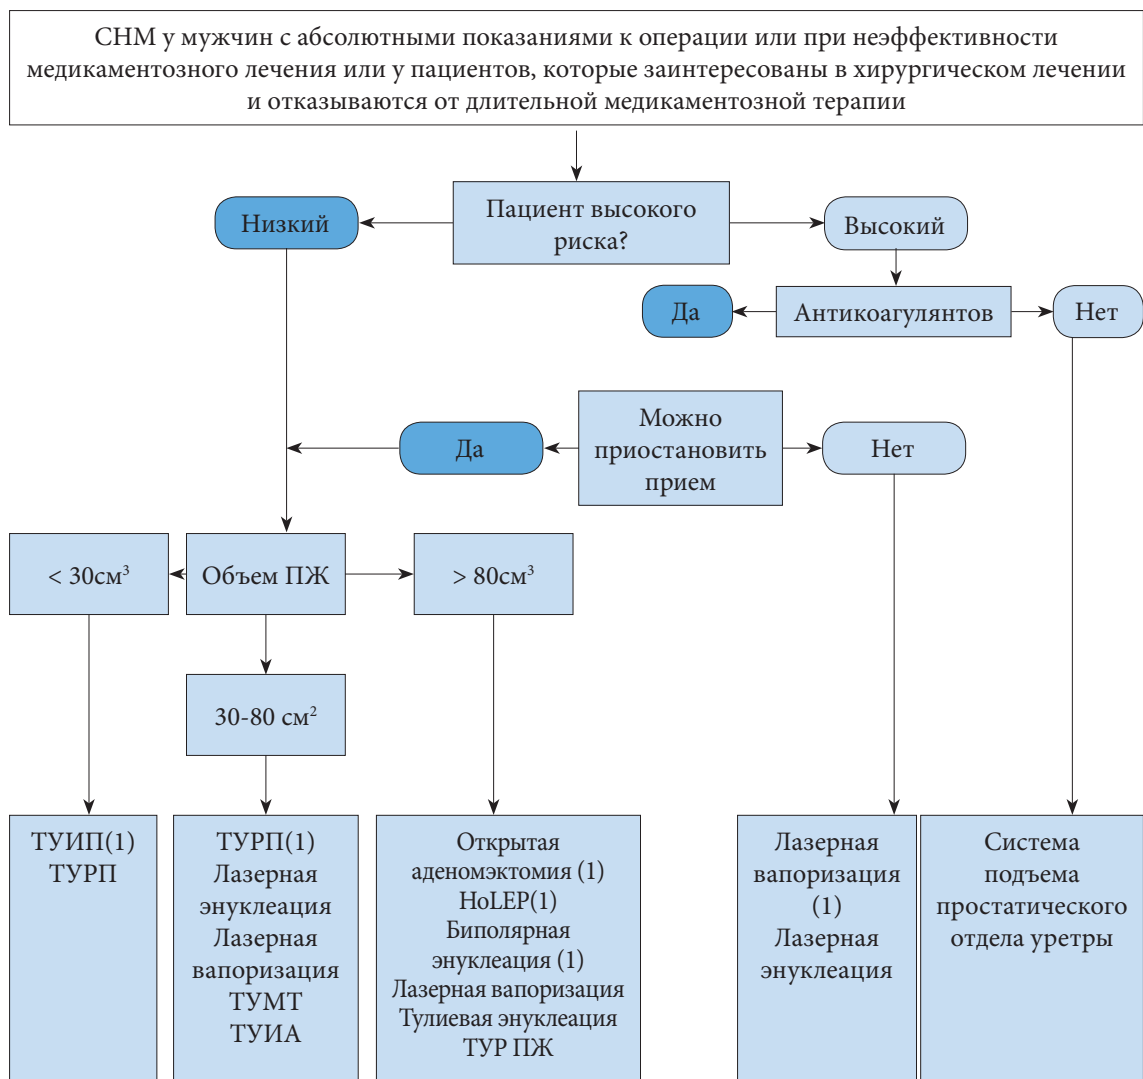 СНМ у мужчин с абсолютными показаниями к операции или при неэффективности
медикаментозного лечения или у пациентов, которые заинтересованы в хирургическом лечении
и отказываются от длительной медикаментозной терапии
Низкий
Пациент высокого
риска?
Высокий
Да
Антикоагулянтов
Нет
Да
Можно
приостановить
прием
Нет
< 30см³
Объем ПЖ
> 80см³
30-80 см²
ТУИП(1)
ТУРП
ТУРП(1)
Лазерная
энуклеация
Лазерная
вапоризация
ТУМТ
ТУИА
Открытая
аденомэктомия (1)
HoLEP(1)
Биполярная
энуклеация (1)
Лазерная вапоризация
Тулиевая энуклеация
ТУР ПЖ
Лазерная
вапоризация
(1)
Лазерная
энуклеация
Система
подъема
простатического
отдела уретры